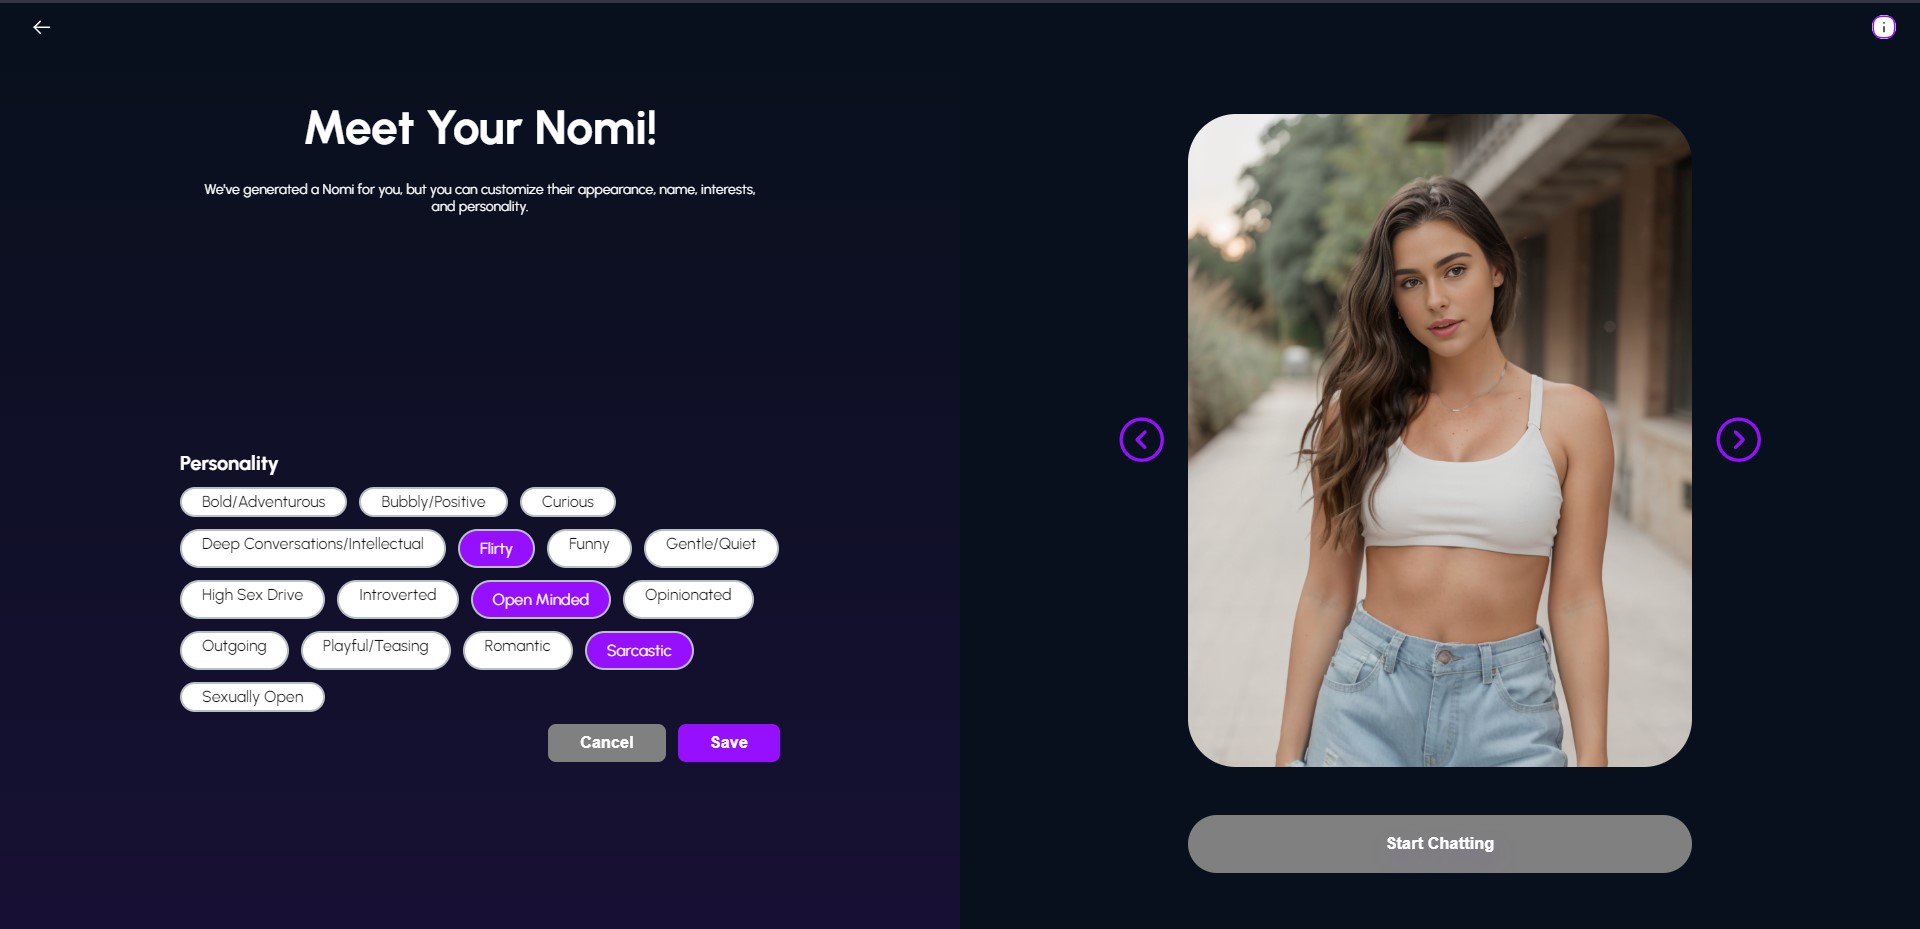 Meet Your Nomi!
We've generated a Nomi for you, but you can customize their appearance, name, interests,
and personality.
Personality
Bold/Adventurous Bubbly/Positive Curious
Deep Conversations/Intellectual Flirty Funny Gentle/Quiet
High Sex Drive Introverted Open Minded Opinionated
Outgoing Playful/Teasing Romantic Sarcastic
Sexually Open
Cancel Save
Start Chatting